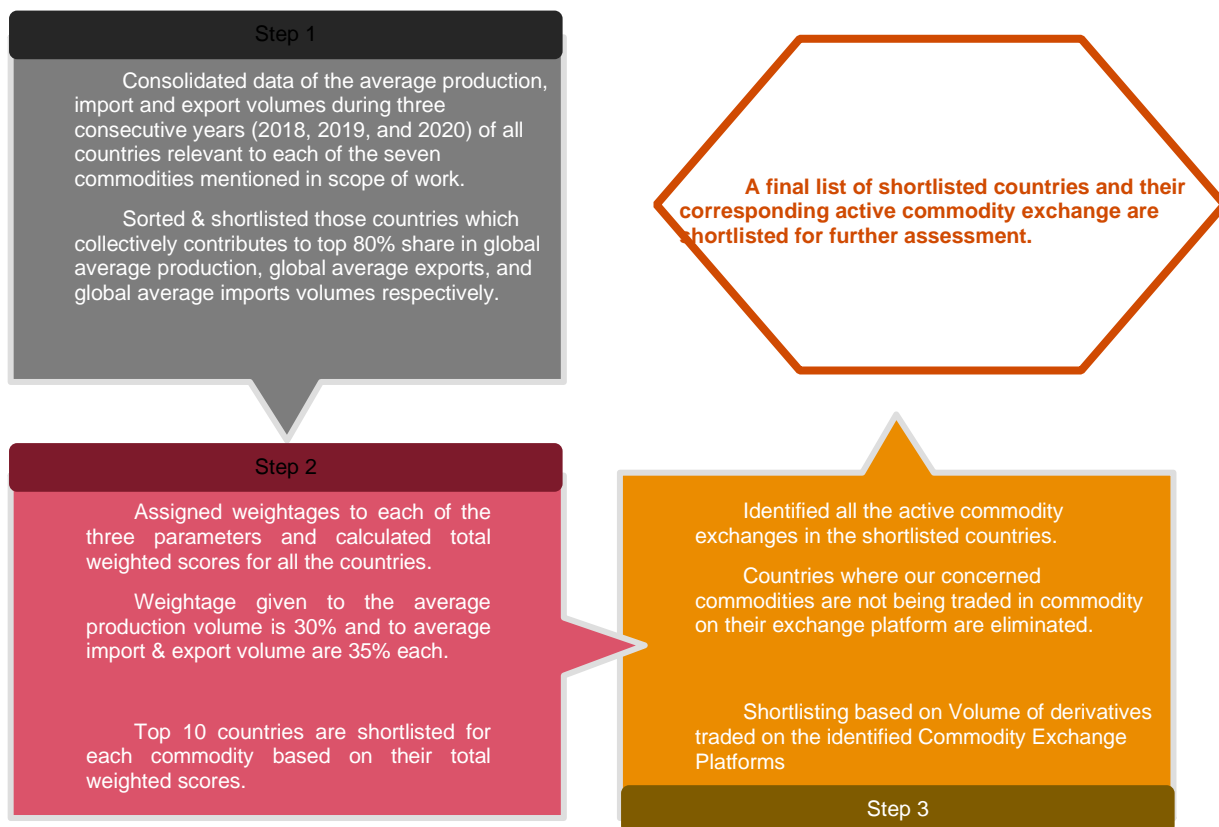 Step 1
Consolidated data of the average production,
import and export volumes during three
consecutive years (2018, 2019, and 2020) of all
countries relevant to each of the seven
commodities mentioned in scope of work.
Sorted & shortlisted those countries which
collectively contributes to top 80% share in global
average production, global average exports, and
global average imports volumes respectively.
Step 2
Assigned weightages to each of the
three parameters and calculated total
weighted scores for all the countries.
Weightage given to the average
production volume is 30% and to average
import & export volume are 35% each.
Top 10 countries are shortlisted for
each commodity based on their total
weighted scores.
Identified all the active commodity
exchanges in the shortlisted countries.
Countries where our concerned
commodities are not being traded in commodity
on their exchange platform are eliminated.
Shortlisting based on Volume of derivatives
traded on the identified Commodity Exchange
Platforms
Step 3
A final list of shortlisted countries and their
corresponding active commodity exchange are
shortlisted for further assessment.